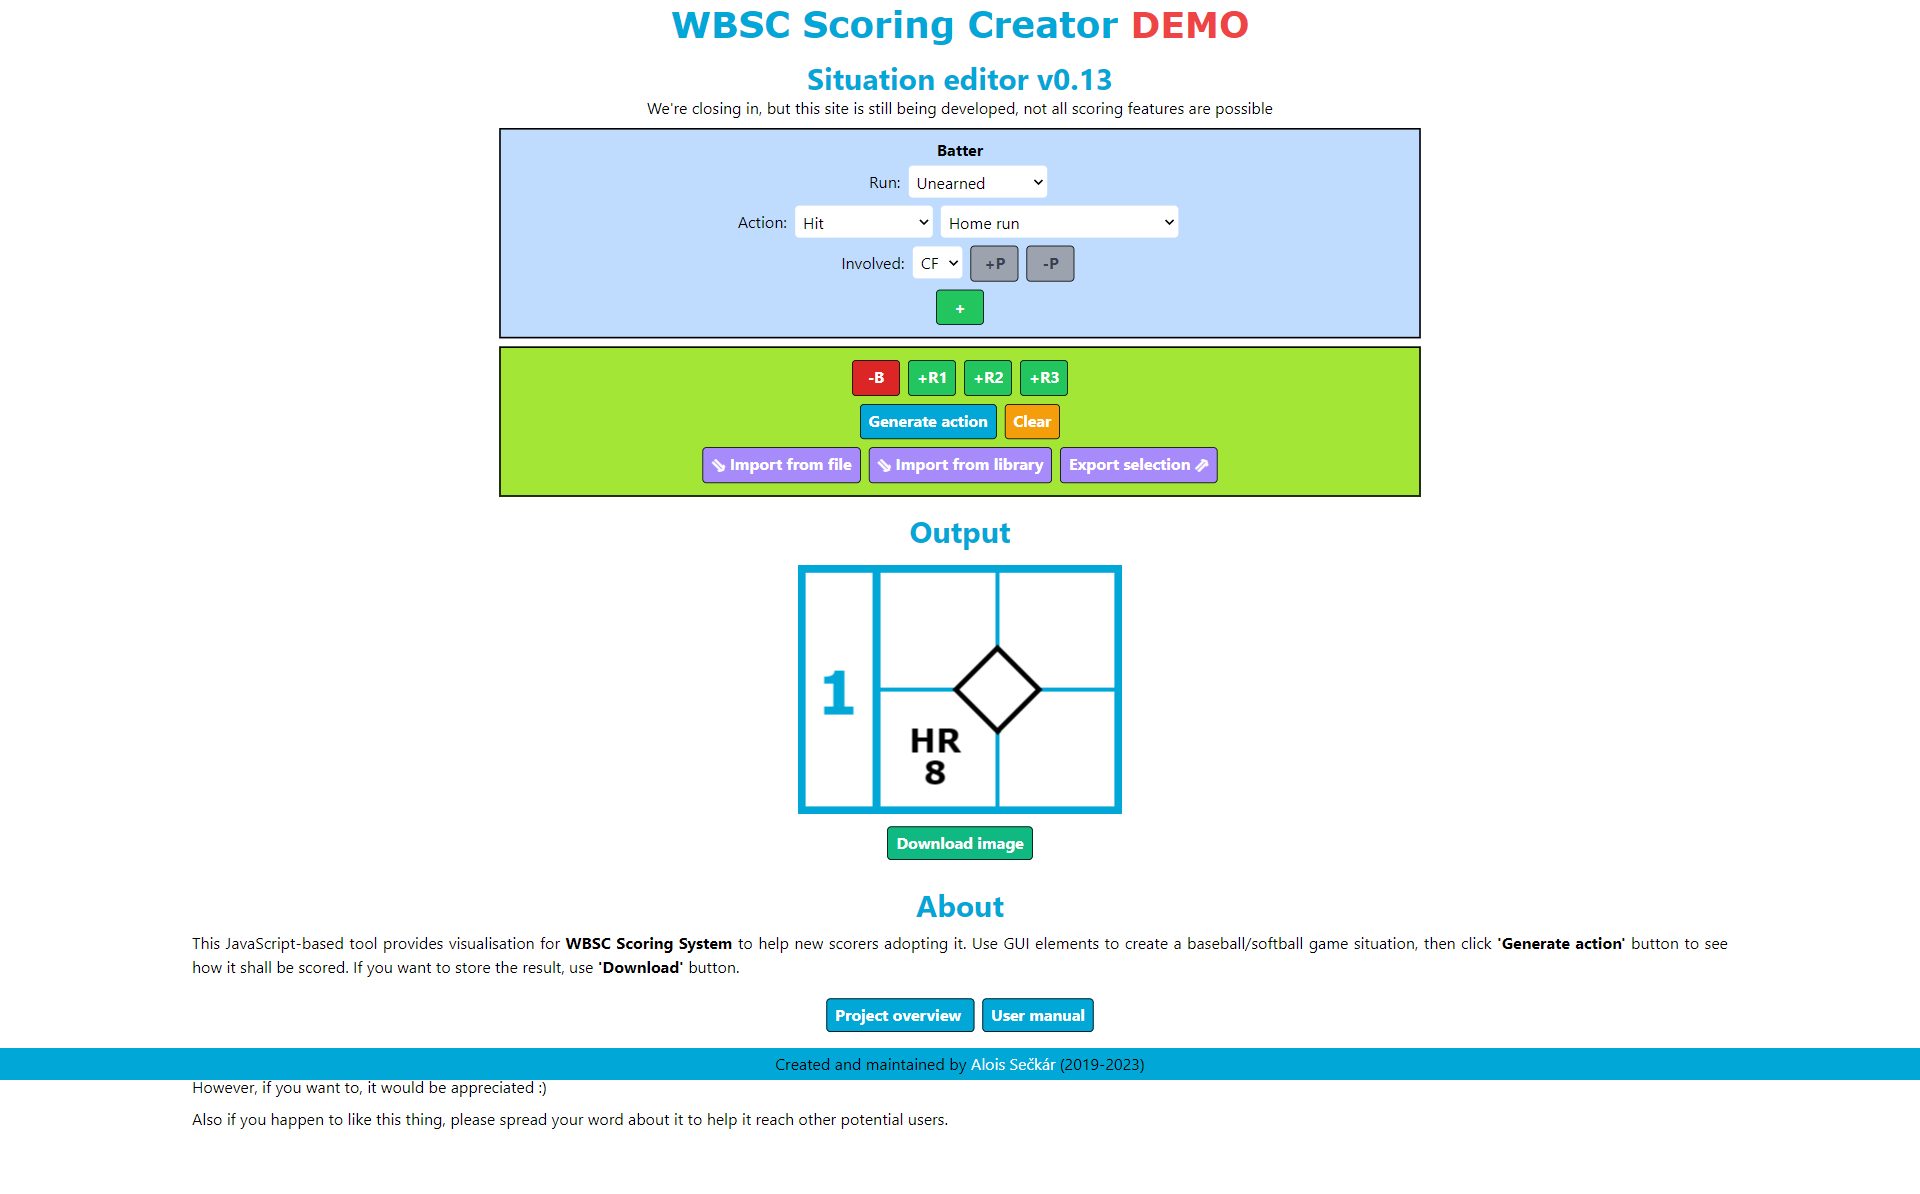 WBSC Scoring Creator DEMO
Situation editor v0.13
We're closing in, but this site is still being developed, not all scoring features are possible
Batter
Run: Unearned
Action: Hit Home run
Involved: CF +P -P
+
-B +R1 +R2 +R3
Generate action Clear
⇘ Import from file ⇘ Import from library Export selection ⇗
Output
1
HR
8
Download image
About
This JavaScript-based tool provides visualisation for WBSC Scoring System to help new scorers adopting it. Use GUI elements to create a baseball/softball game situation, then click 'Generate action' button to see
how it shall be scored. If you want to store the result, use 'Download' button.
Project overview User manual
Created and maintained by Alois Sečkár (2019-2023)
However, if you want to, it would be appreciated :)
Also if you happen to like this thing, please spread your word about it to help it reach other potential users.